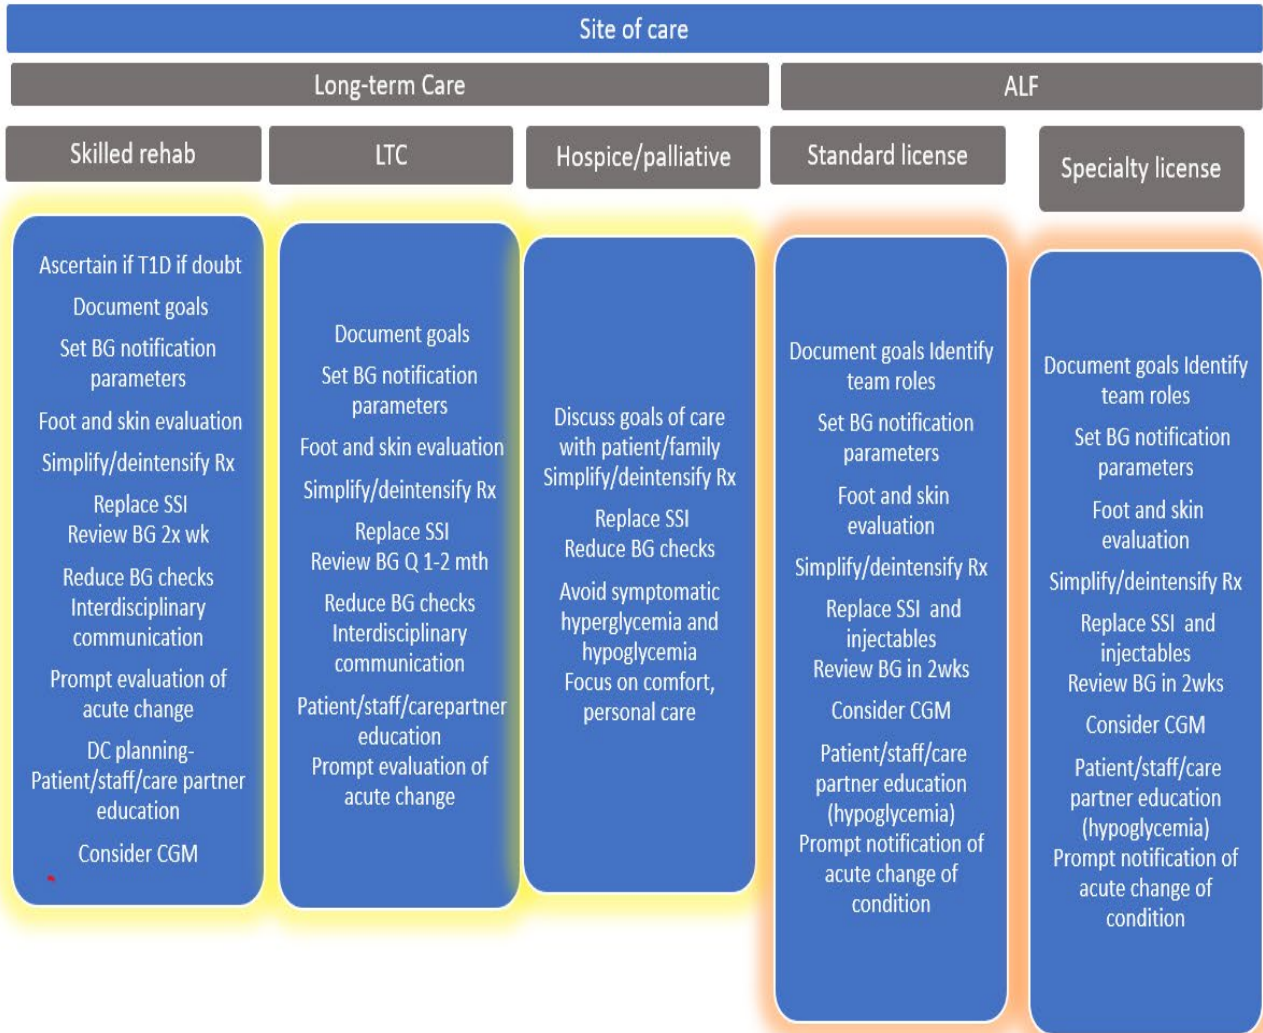 Site of care
Long-term Care
ALF
Skilled rehab
LTC
Hospice/palliative
Standard license
Specialty license
Ascertain if T1D if doubt
Document goals
Set BG notification
parameters
Foot and skin evaluation
Simplify/deintensify Rx
Replace SSI
Review BG 2x wk
Reduce BG checks
Interdisciplinary
communication
Prompt evaluation of
acute change
DC planning-
Patient/staff/care partner
education
Consider CGM
Document goals
Set BG notification
parameters
Foot and skin evaluation
Simplify/deintensify Rx
Replace SSI
Review BG Q 1-2 mth
Reduce BG checks
Interdisciplinary
communication
Patient/staff/carepartner
education
Prompt evaluation of
acute change
Discuss goals of care
with patient/family
Simplify/deintensify Rx
Replace SSI
Reduce BG checks
Avoid symptomatic
hyperglycemia and
hypoglycemia
Focus on comfort,
personal care
Document goals Identify
team roles
Set BG notification
parameters
Foot and skin
evaluation
Simplify/deintensify Rx
Replace SSI and
injectables
Review BG in 2wks
Consider CGM
Patient/staff/care
partner education
(hypoglycemia)
Prompt notification of
acute change of
condition
Document goals Identify
team roles
Set BG notification
parameters
Foot and skin
evaluation
Simplify/deintensify Rx
Replace SSI and
injectables
Review BG in 2wks
Consider CGM
Patient/staff/care
partner education
(hypoglycemia)
Prompt notification of
acute change of
condition